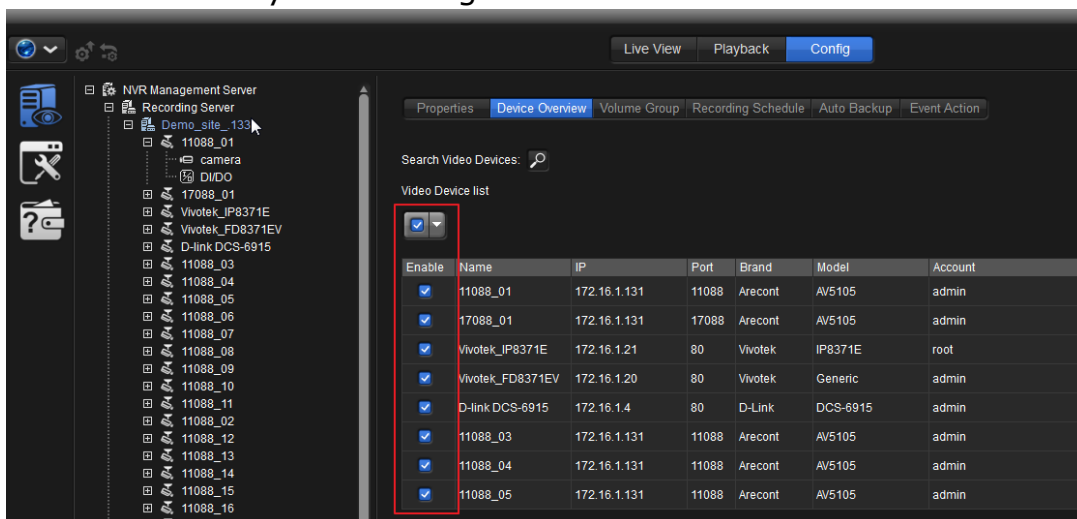 Live View Playback Config
NVR Management Server
Recording Server
Demo_site_.133
11088_01
camera
DI/DO
17088_01
Vivotek_IP8371E
Vivotek_FD8371EV
D-link DCS-6915
11088_03
11088_04
11088_05
11088_06
11088_07
11088_08
11088_09
11088_10
11088_11
11088_02
11088_12
11088_13
11088_14
11088_15
11088_16
Properties Device Overview Volume Group Recording Schedule Auto Backup Event Action
Search Video Devices:
Video Device list
Enable Name IP Port Brand Model Account
11088_01 172.16.1.131 11088 Arecont AV5105 admin
17088_01 172.16.1.131 17088 Arecont AV5105 admin
Vivotek_IP8371E 172.16.1.21 80 Vivotek IP8371E root
Vivotek_FD8371EV 172.16.1.20 80 Vivotek Generic admin
D-link DCS-6915 172.16.1.4 80 D-Link DCS-6915 admin
11088_03 172.16.1.131 11088 Arecont AV5105 admin
11088_04 172.16.1.131 11088 Arecont AV5105 admin
11088_05 172.16.1.131 11088 Arecont AV5105 admin